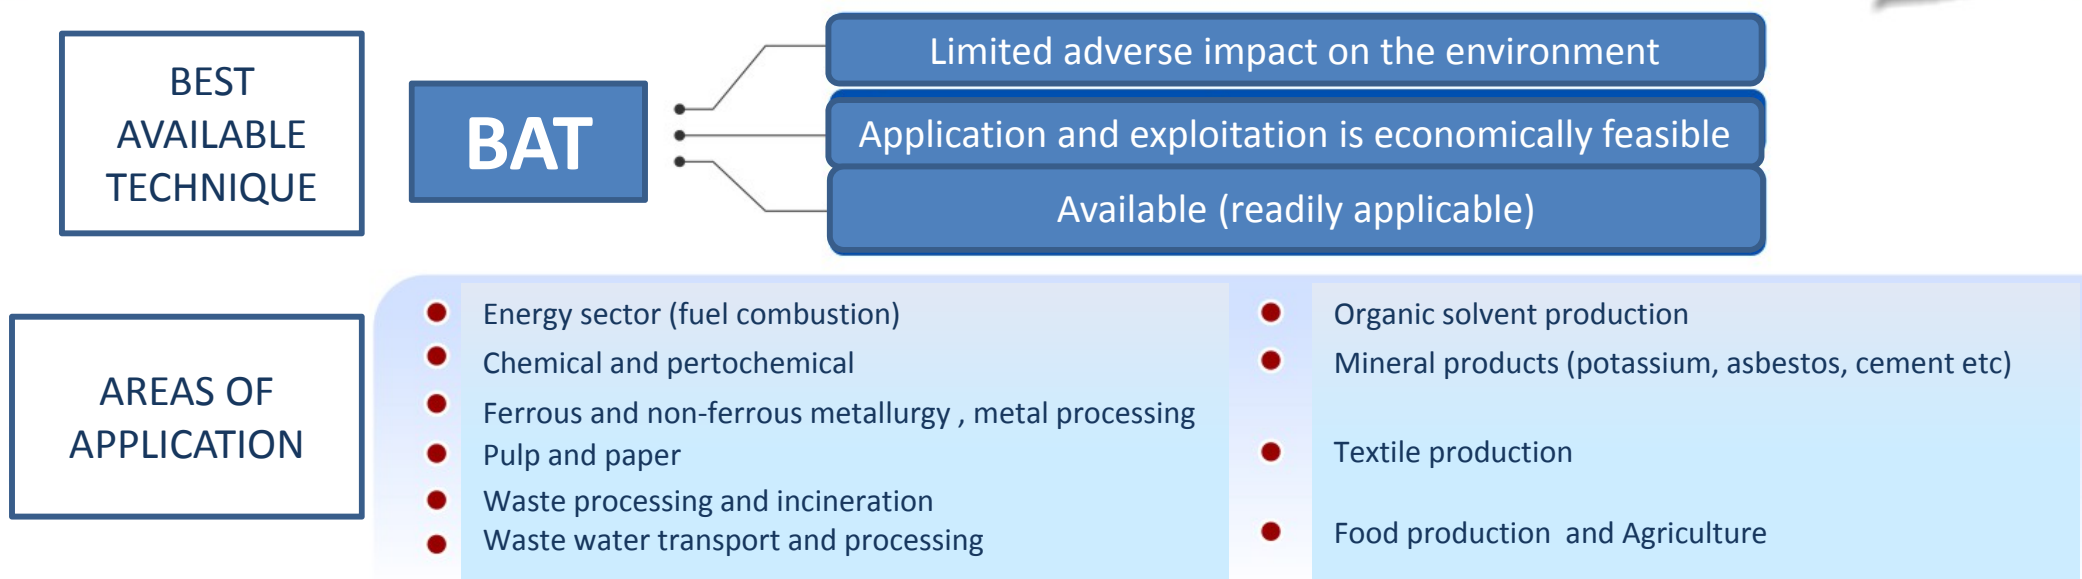 BEST
AVAILABLE
TECHNIQUE
BAT
Limited adverse impact on the environment
Application and exploitation is economically feasible
Available (readily applicable)
AREAS OF
APPLICATION
Energy sector (fuel combustion)
Chemical and pertochemical
Ferrous and non-ferrous metallurgy , metal processing
Pulp and paper
Waste processing and incineration
Waste water transport and processing
Organic solvent production
Mineral products (potassium, asbestos, cement etc)
Textile production
Food production and Agriculture